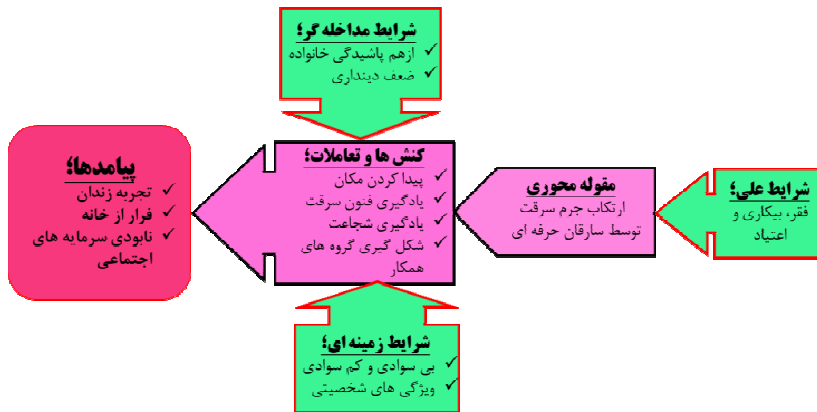 شرایط مداخله گر؛
✓ ازهم پاشیدگی خانواده
✓ ضعف دینداری
شرایط علی؛
فقر، بیکاری و
اعتیاد
مقوله محوری
ارتکاب جرم سرقت
توسط سارقان حرفه ای
کنش ها و تعاملات؛
✓ پیدا کردن مکان
✓ یادگیری فنون سرقت
✓ یادگیری شجاعت
✓ شکل گیری گروه های
همکار
پیامدها؛
✓ تجربه زندان
✓ فرار از خانه
✓ نابودی سرمایه های
اجتماعی
شرایط زمینه ای؛
✓ بی سوادی و کم سوادی
✓ ویژگی های شخصیتی